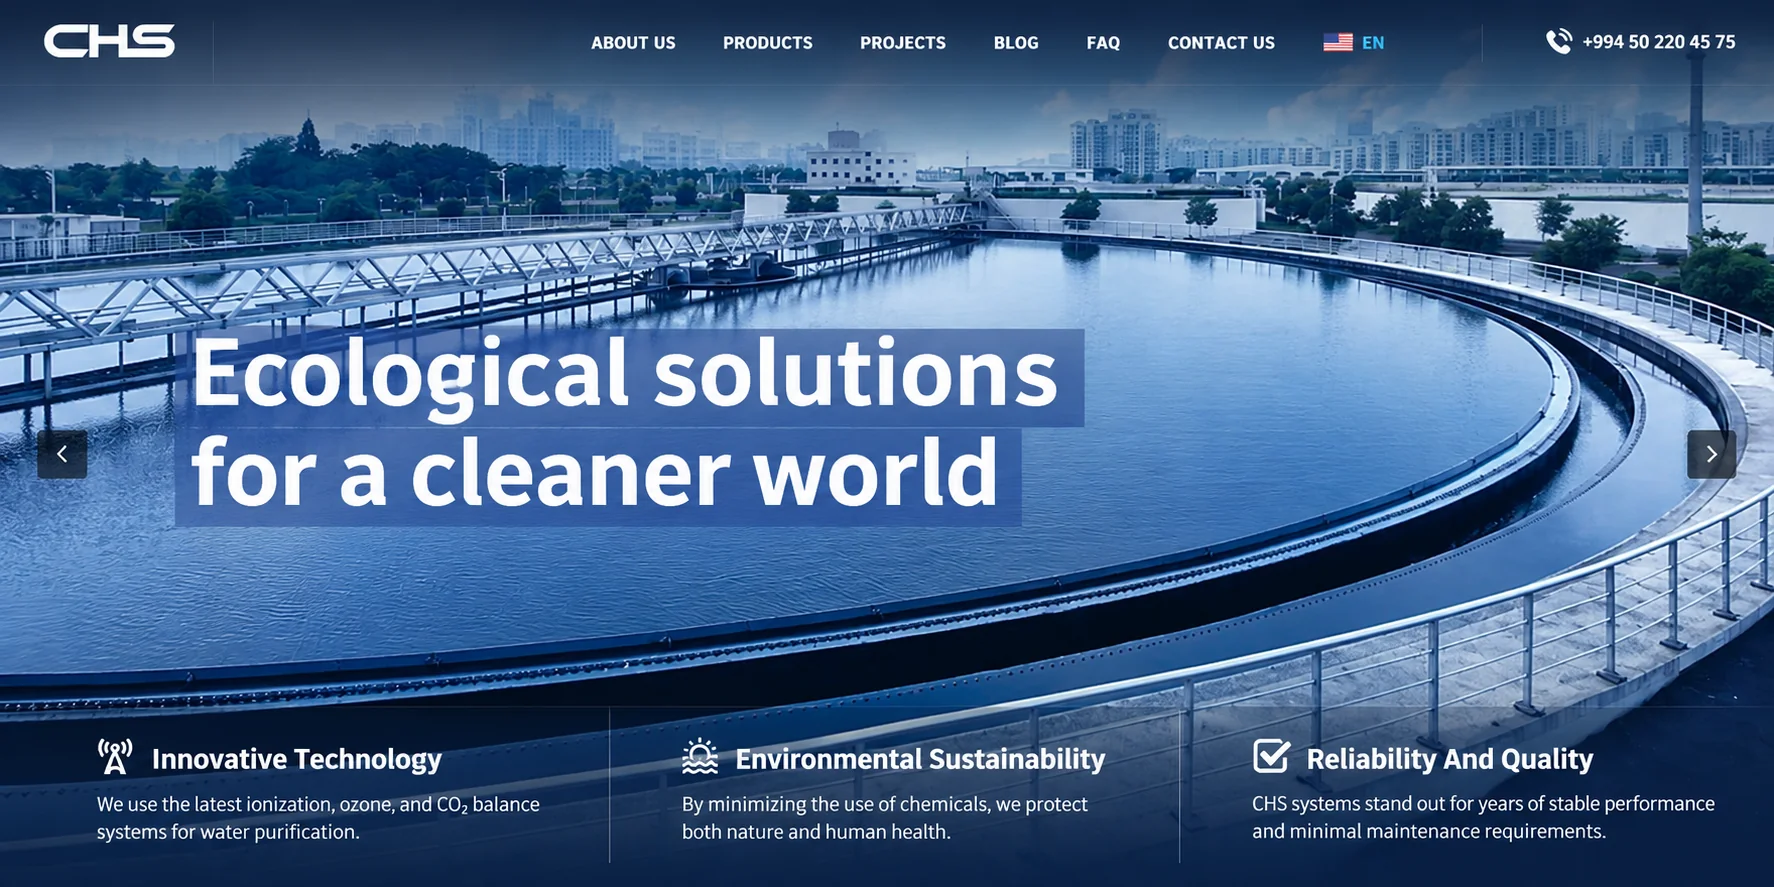 CHS
ABOUT US
PRODUCTS
PROJECTS
BLOG
FAQ
CONTACT US
EN
+994 50 220 45 75
Ecological solutions
for a cleaner world
Innovative Technology
We use the latest ionization, ozone, and CO₂ balance
systems for water purification.
Environmental Sustainability
By minimizing the use of chemicals, we protect
both nature and human health.
Reliability And Quality
CHS systems stand out for years of stable performance
and minimal maintenance requirements.